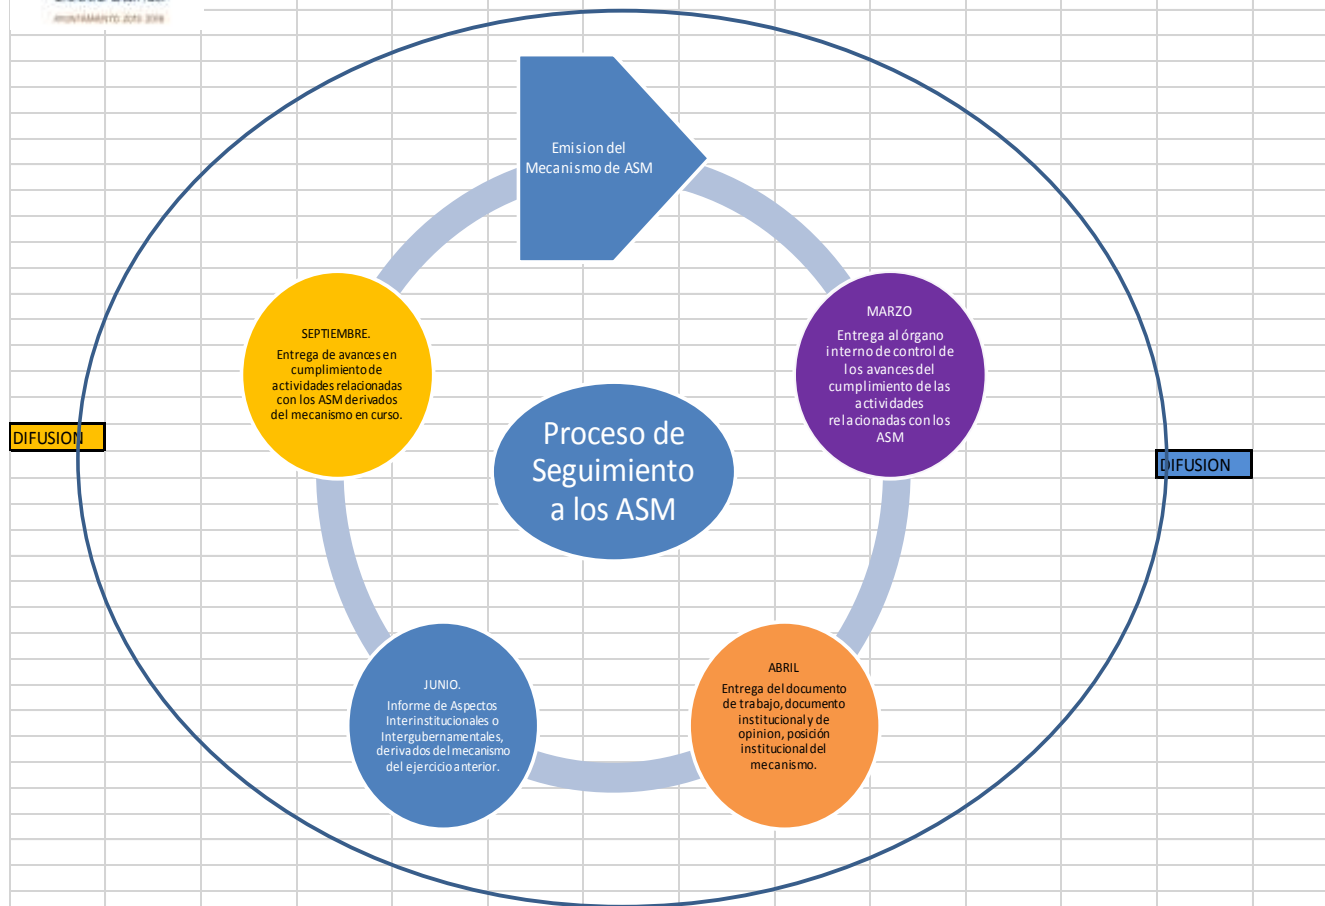 AYUNTAMIENTO 2015 2018
Emision del
Mecanismo de ASM
MARZO
Entrega al órgano
interno de control de
los avances del
cumplimiento de las
actividades
relacionadas con los
ASM
ABRIL
Entrega del documento
de trabajo, documento
institucional y de
opinion, posición
institucional del
mecanismo.
JUNIO.
Informe de Aspectos
Interinstitucionales o
Intergubernamentales,
derivados del mecanismo
del ejercicio anterior.
SEPTIEMBRE.
Entrega de avances en
cumplimiento de
actividades relacionadas
con los ASM derivados
del mecanismo en curso.
Proceso de
Seguimiento
a los ASM
DIFUSION
DIFUSION